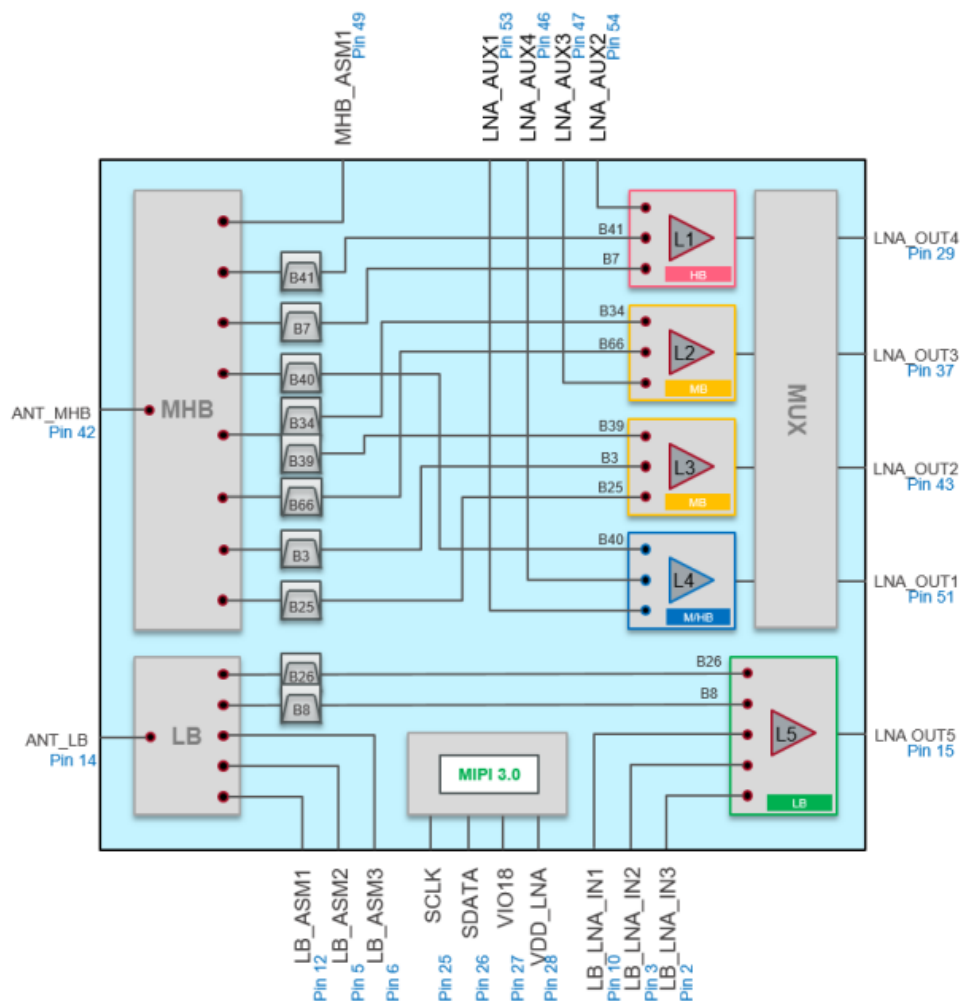 MHB_ASM1
Pin 49
LNA_AUX1
Pin 53
LNA_AUX4
Pin 46
LNA_AUX3
Pin 47
LNA_AUX2
Pin 54
ANT_MHB
Pin 42
MHB
B41
B7
B40
B34
B39
B66
B3
B25
B41
B7
L1
HB
B34
B66
L2
MB
B39
B3
B25
L3
MB
B40
L4
M/HB
MUX
LNA_OUT4
Pin 29
LNA_OUT3
Pin 37
LNA_OUT2
Pin 43
LNA_OUT1
Pin 51
ANT_LB
Pin 14
LB
B26
B8
MIPI 3.0
B26
B8
L5
LB
LNA OUT5
Pin 15
LB_ASM1
Pin 12
LB_ASM2
Pin 5
LB_ASM3
Pin 6
SCLK
Pin 25
SDATA
Pin 26
VIO18
Pin 27
VDD_LNA
Pin 28
LB_LNA_IN1
Pin 10
LB_LNA_IN2
Pin 3
LB_LNA_IN3
Pin 2